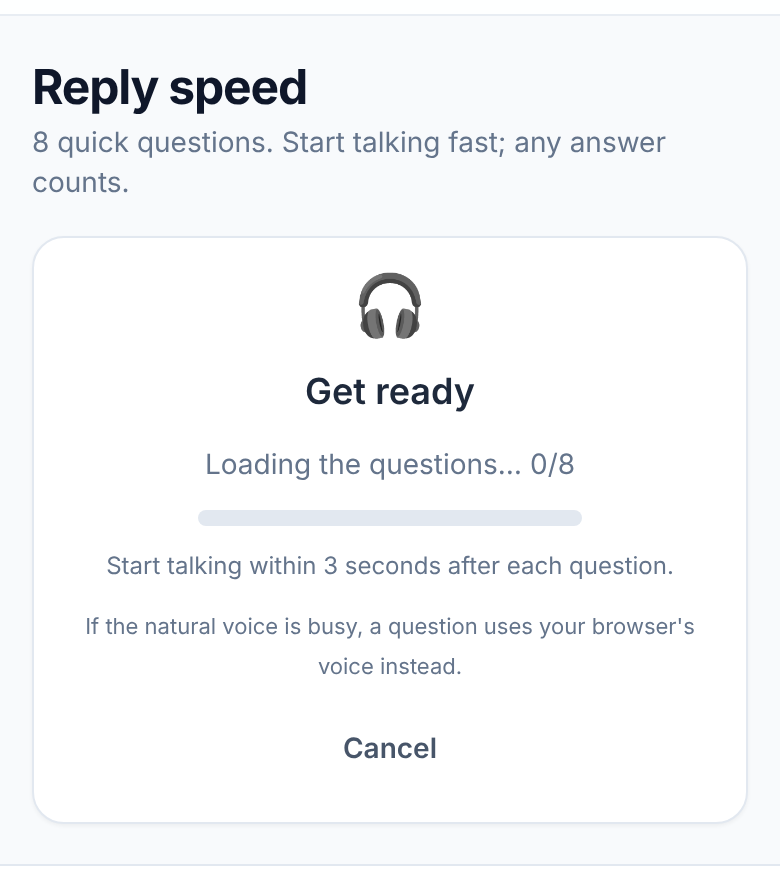 Reply speed
8 quick questions. Start talking fast; any answer
counts.
Get ready
Loading the questions... 0/8
Start talking within 3 seconds after each question.
If the natural voice is busy, a question uses your browser's
voice instead.
Cancel